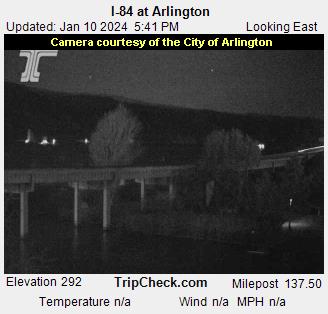 I-84 at Arlington
Updated: Jan 10 2024 5:41 PM Looking East
Camera courtesy of the City of Arlington
Elevation 292 TripCheck.com Milepost 137.50
Temperature n/a Wind n/a MPH n/a